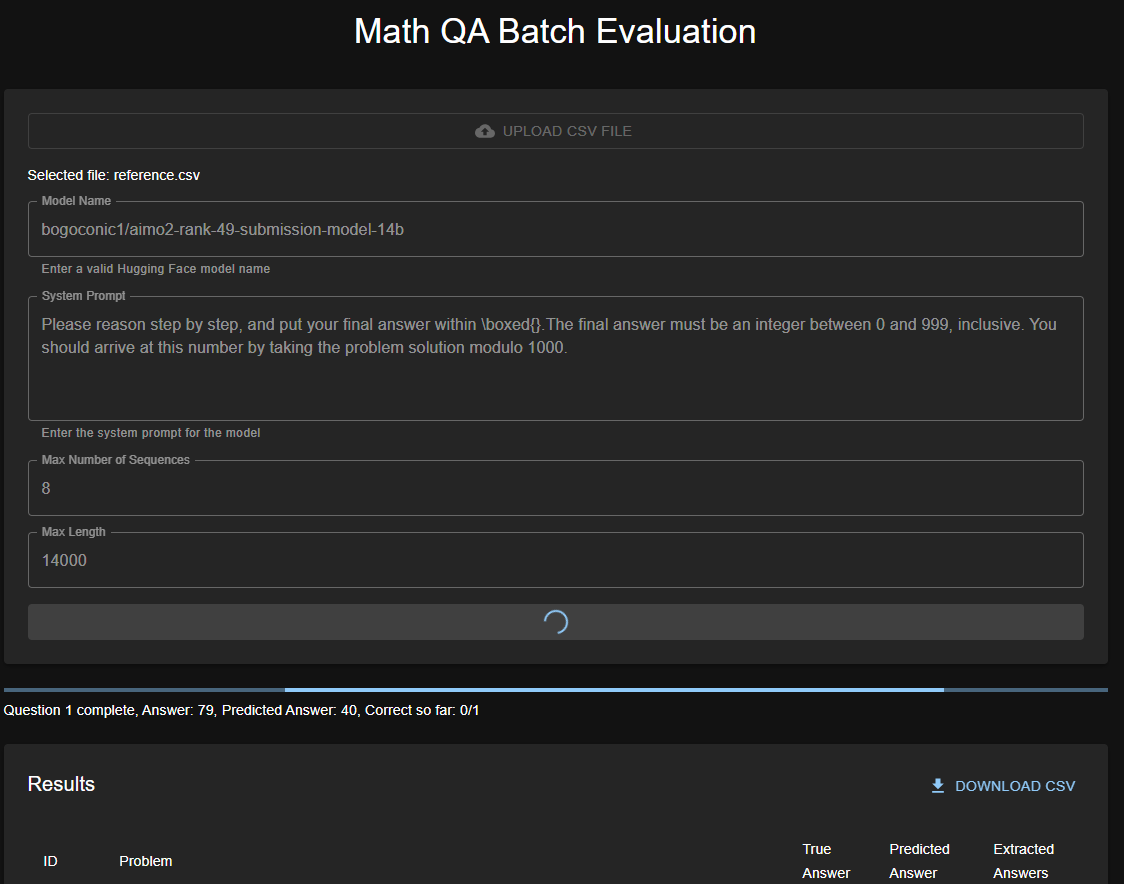 Math QA Batch Evaluation
UPLOAD CSV FILE
Selected file: reference.csv
Model Name
bogoconic1/aimo2-rank-49-submission-model-14b
Enter a valid Hugging Face model name
System Prompt
Please reason step by step, and put your final answer within \boxed{}.The final answer must be an integer between 0 and 999, inclusive. You
should arrive at this number by taking the problem solution modulo 1000.
Enter the system prompt for the model
Max Number of Sequences
8
Max Length
14000
Question 1 complete, Answer: 79, Predicted Answer: 40, Correct so far: 0/1
Results
DOWNLOAD CSV
ID Problem True Predicted Extracted
Answer Answer Answers